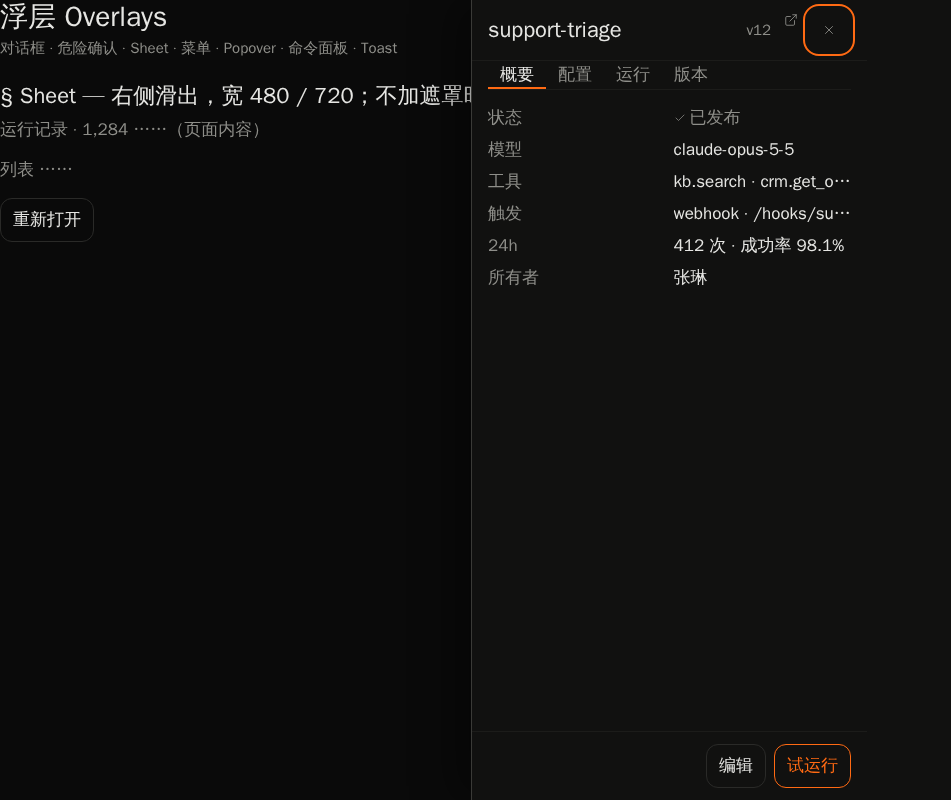 浮层 Overlays
对话框 · 危险确认 · Sheet · 菜单 · Popover · 命令面板 · Toast
§ Sheet — 右侧滑出，宽 480 / 720；不加遮罩
运行记录 · 1,284 ……（页面内容）
列表 ……
重新打开
support-triage v12
概要 配置 运行 版本
状态 已发布
模型 claude-opus-5-5
工具 kb.search · crm.get_o…
触发 webhook · /hooks/su…
24h 412 次 · 成功率 98.1%
所有者 张琳
编辑 试运行